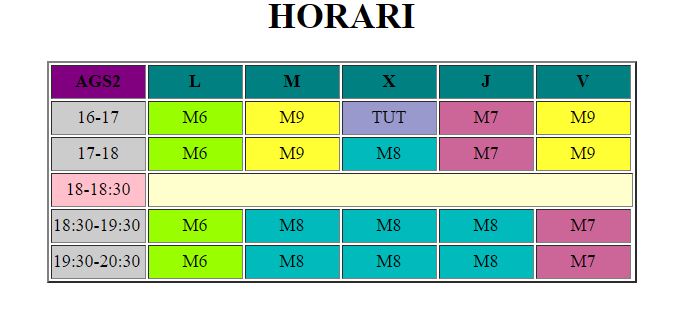 HORARI
AGS2 L M X J V
16-17 M6 M9 TUT M7 M9
17-18 M6 M9 M8 M7 M9
18-18:30
18:30-19:30 M6 M8 M8 M8 M7
19:30-20:30 M6 M8 M8 M8 M7